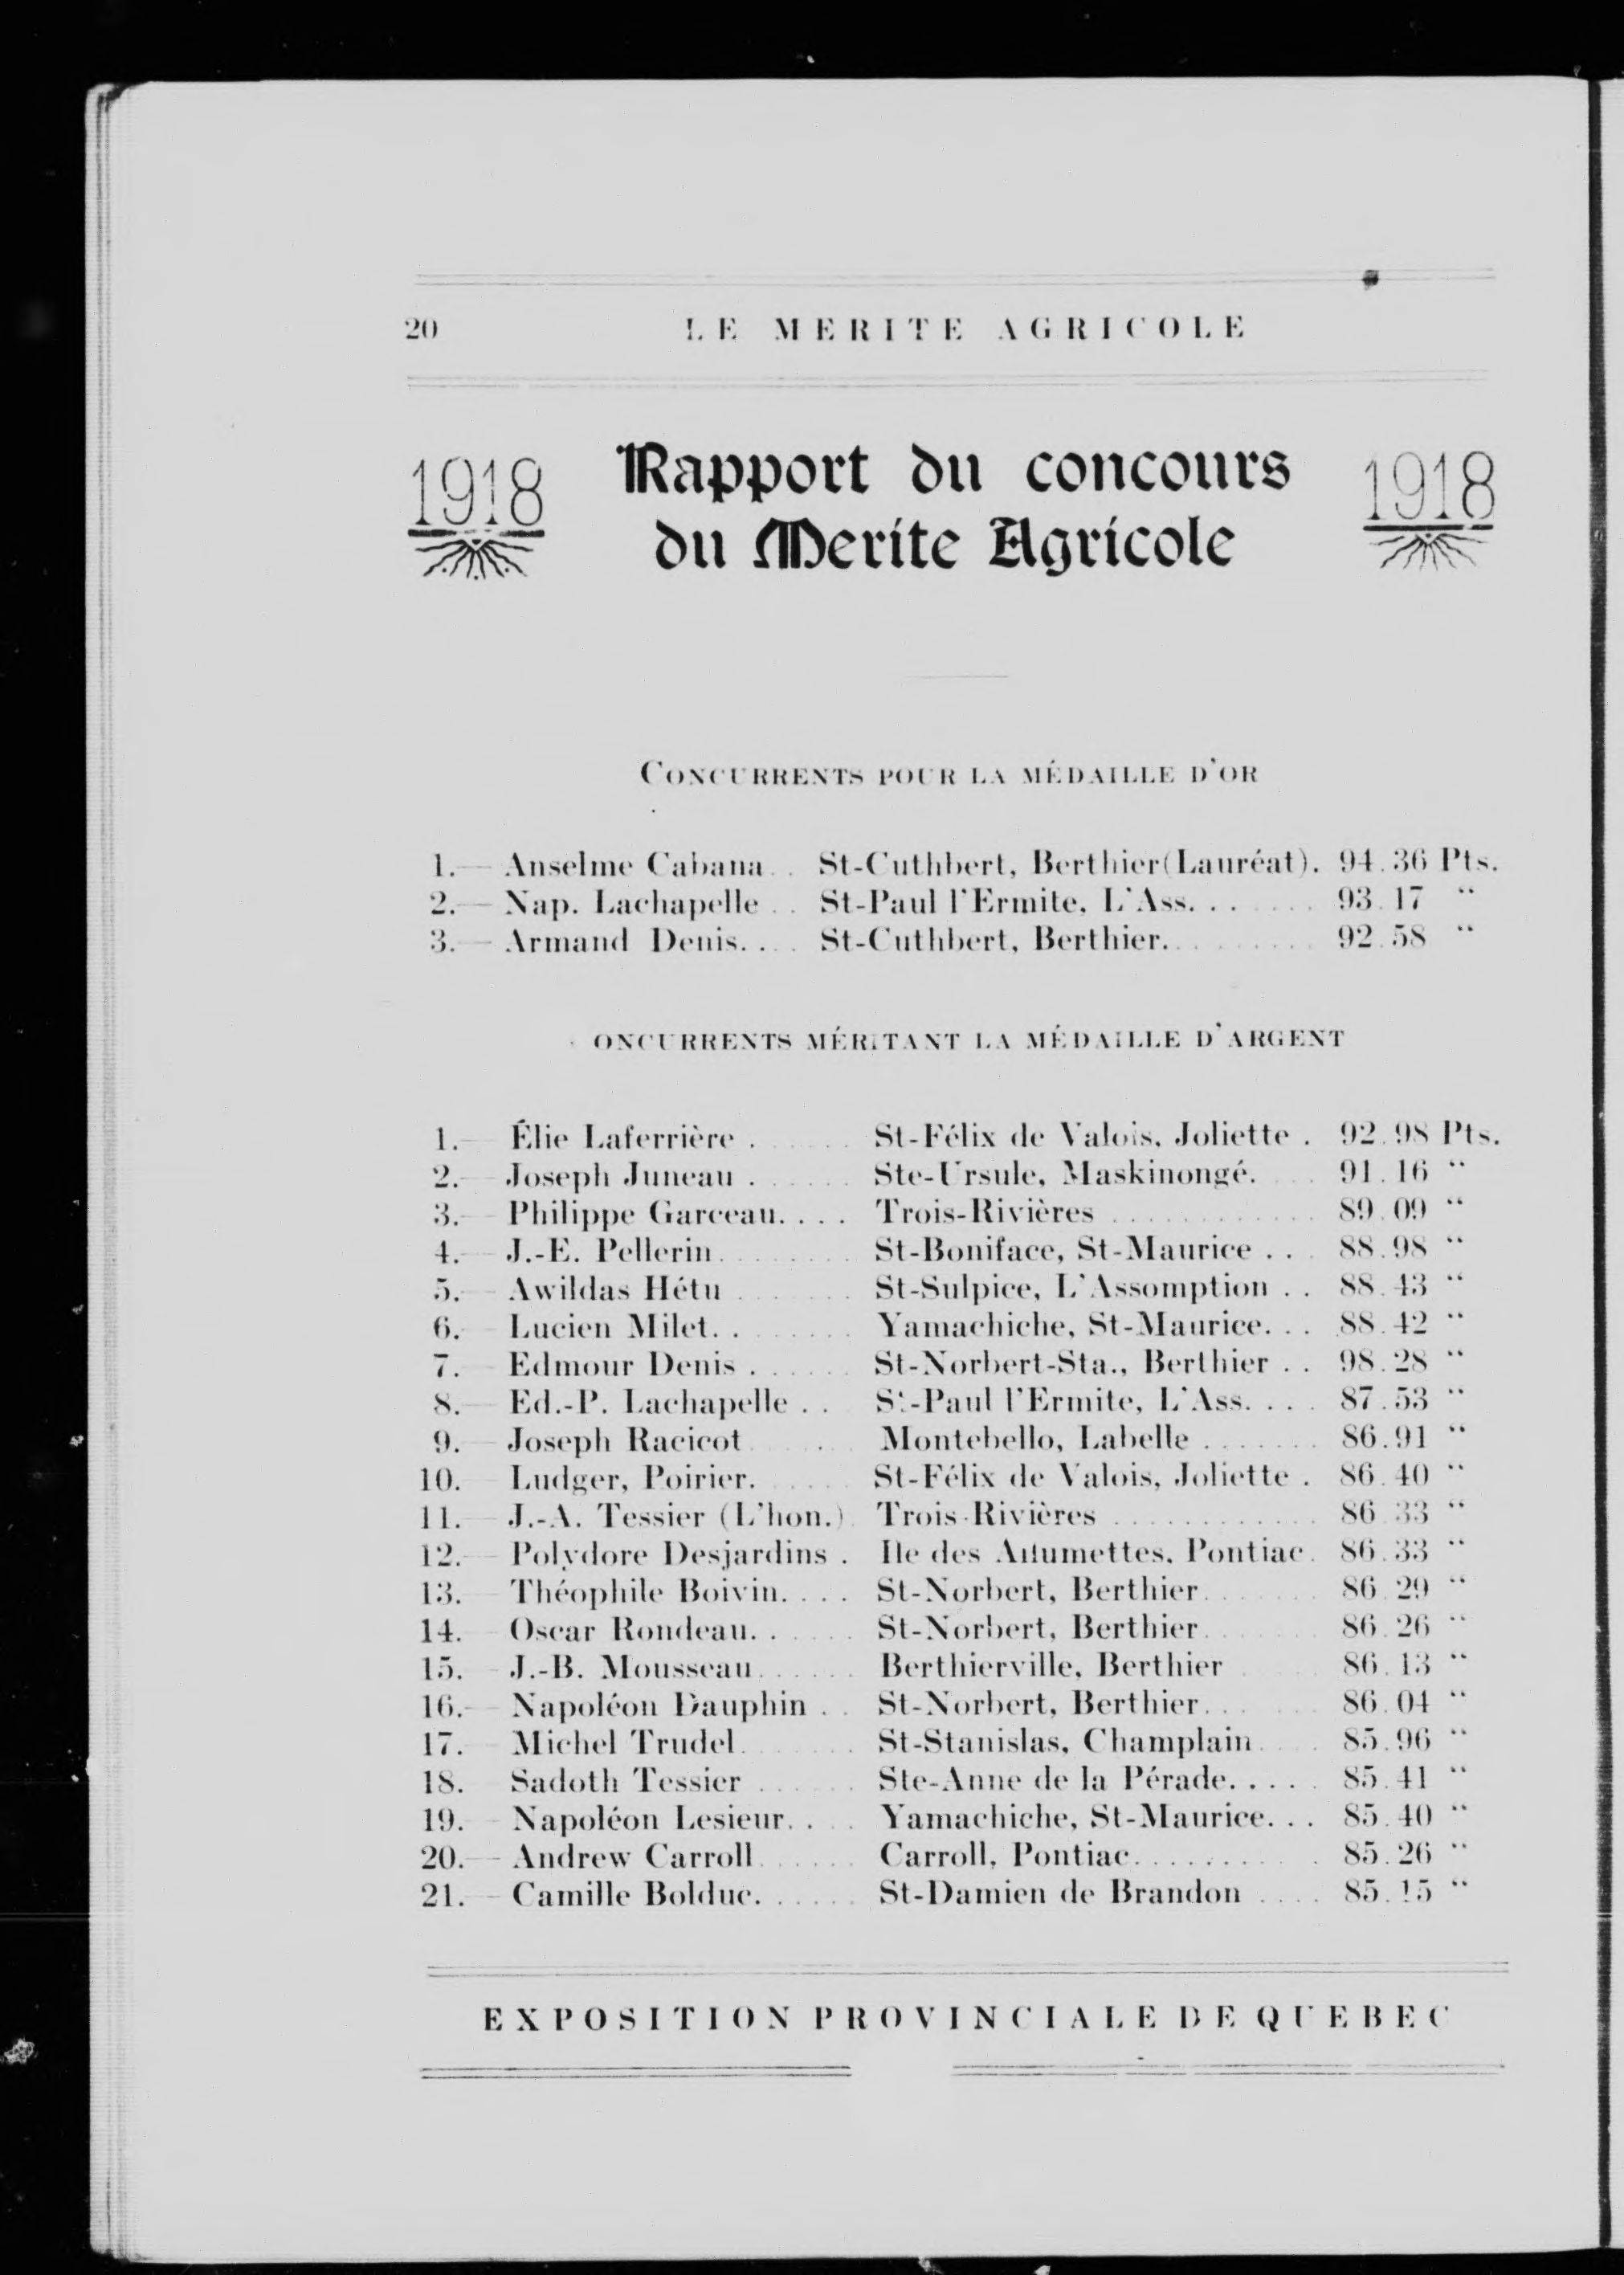 20 LE MERITE AGRICOLE
1918 Rapport du concours 1918
du Merite Agricole
CONCURRENTS POUR LA MÉDAILLE D'OR
1.— Anselme Cabana . . St-Cuthbert, Berthier (Lauréat). 94.36 Pts.
2.— Nap. Lachapelle . . St-Paul l'Ermite, L'Ass. . . . . . . 93.17 “
3.— Armand Denis. . . . St-Cuthbert, Berthier. . . . . . . . . 92.58 “
ONCURRENTS MÉRITANT LA MÉDAILLE D'ARGENT
1.— Élie Laferrière . . . . . . St-Félix de Valois, Joliette . 92.98 Pts.
2.— Joseph Juneau . . . . . . Ste-Ursule, Maskinongé. . . . 91.16 “
3.— Philippe Garceau. . . . Trois-Rivières . . . . . . . . . . . . 89.09 “
4.— J.-E. Pellerin. . . . . . . . St-Boniface, St-Maurice . . . 88.98 “
5.— Awildas Hétu . . . . . . . St-Sulpice, L'Assomption . . 88.43 “
6.— Lucien Milet. . . . . . . . Yamachiche, St-Maurice. . . 88.42 “
7.— Edmour Denis . . . . . . St-Norbert-Sta., Berthier . . 98.28 “
8.— Ed.-P. Lachapelle . . . St-Paul l'Ermite, L'Ass. . . . 87.53 “
9.— Joseph Racicot . . . . . Montebello, Labelle . . . . . . . 86.91 “
10.— Ludger, Poirier. . . . . . St-Félix de Valois, Joliette . 86.40 “
11.— J.-A. Tessier (L'hon.) Trois-Rivières . . . . . . . . . . . . 86.33 “
12.— Polydore Desjardins . Ile des Allumettes, Pontiac. 86.33 “
13.— Théophile Boivin. . . . St-Norbert, Berthier. . . . . . . 86.29 “
14.— Oscar Rondeau. . . . . . St-Norbert, Berthier. . . . . . . 86.26 “
15.— J.-B. Mousseau. . . . . . Berthierville, Berthier . . . . 86.13 “
16.— Napoléon Dauphin . . St-Norbert, Berthier. . . . . . . 86.04 “
17.— Michel Trudel. . . . . . . St-Stanislas, Champlain . . . . 85.96 “
18. Sadoth Tessier . . . . . . Ste-Anne de la Pérade. . . . . 85.41 “
19.— Napoléon Lesieur. . . . Yamachiche, St-Maurice. . . 85.40 “
20.— Andrew Carroll. . . . . . Carroll, Pontiac. . . . . . . . . . . 85.26 “
21.— Camille Bolduc. . . . . . St-Damien de Brandon . . . . 85.15 “
EXPOSITION PROVINCIALE DE QUEBEC